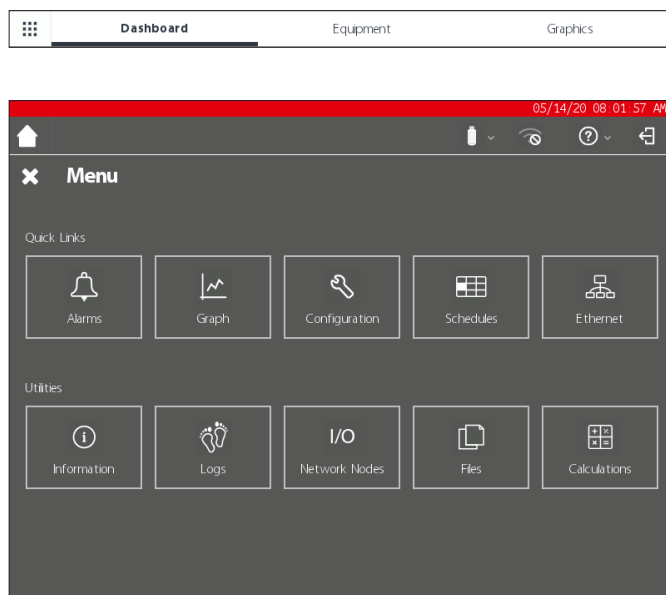 Dashboard Equipment Graphics
05/14/20 08:01:57 AM
Menu
Quick Links
Alarms Graph Configuration Schedules Ethernet
Utilities
i I/O + × × =
Information Logs Network Nodes Files Calculations